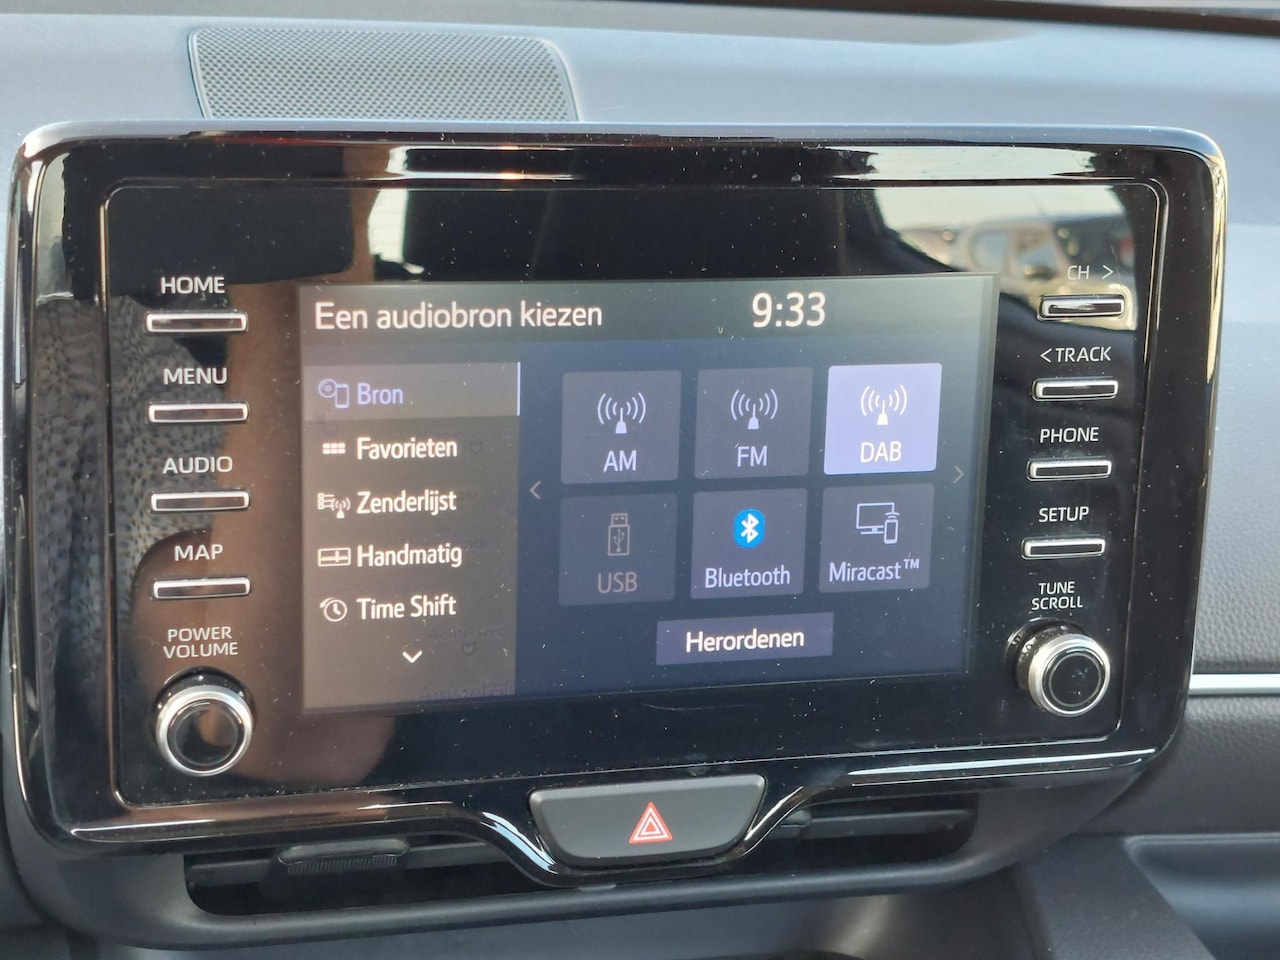 HOME
MENU
AUDIO
MAP
POWER
VOLUME
Een audiobron kiezen
9:33
Bron
Favorieten
Zenderlijst
Handmatig
Time Shift
AM
FM
DAB
USB
Bluetooth
Miracast™
Herordenen
CH >
< TRACK
PHONE
SETUP
TUNE
SCROLL